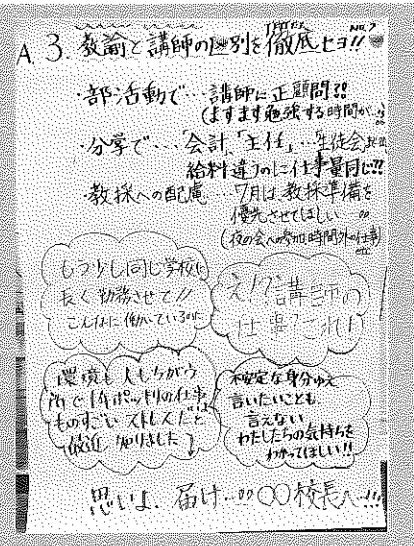 NO.7
A 3. 教諭と講師の区別を徹底セヨ!!
・部活動で…講師に正顧問!?
(ますます勉強する時間が…)
・分掌で…「会計」「主任」…生徒会
給料違うのに仕事量同じ!!
・教採への配慮…7月は教採準備を
優先させてほしい
(夜の会への参加 時間外の仕事)
もう少し同じ学校に
長く勤務させて!!
こんなに働いているのに
え!?講師の
仕事?これ!
環境も人もちがう
所で1年ポッキリの仕事は
ものすごいストレスだと
最近知りました
不安定な身分ゆえ
言いたいことも
言えない
わたしたちの気持ちを
わかってほしい!!
思いよ、届け…〇〇校長へ…!!